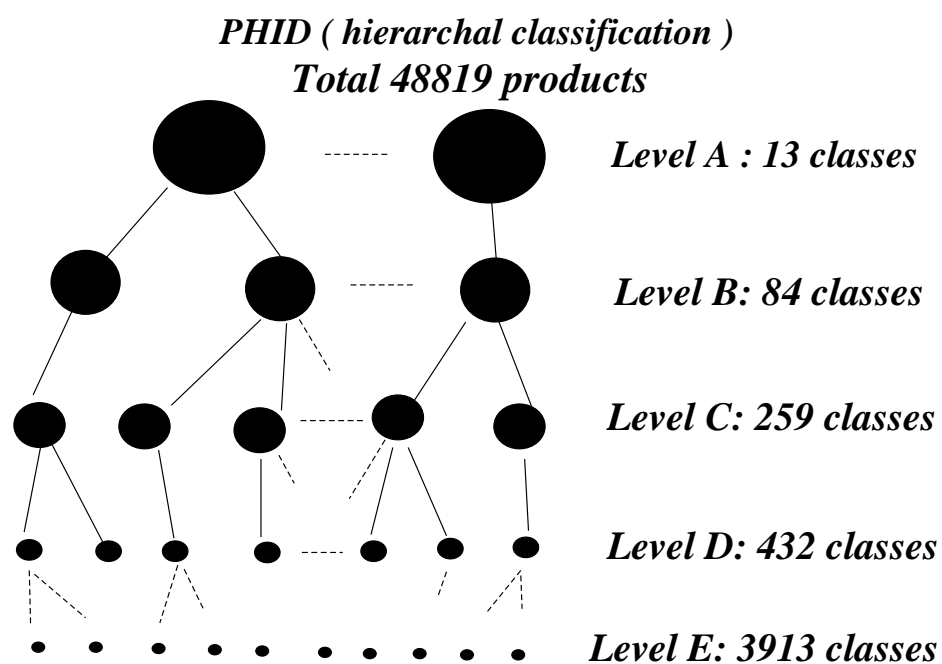 PHID ( hierarchal classification )
Total 48819 products
Level A : 13 classes
Level B: 84 classes
Level C: 259 classes
Level D: 432 classes
Level E: 3913 classes